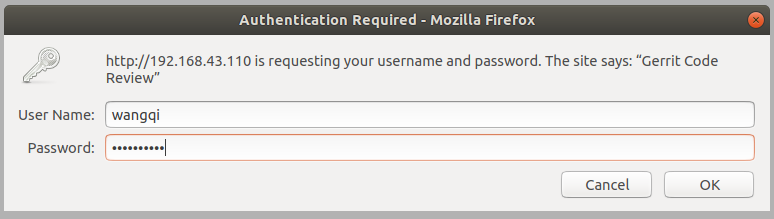 Authentication Required - Mozilla Firefox
http://192.168.43.110 is requesting your username and password. The site says: “Gerrit Code
Review”
User Name: wangqi
Password: ••••••••••
Cancel OK